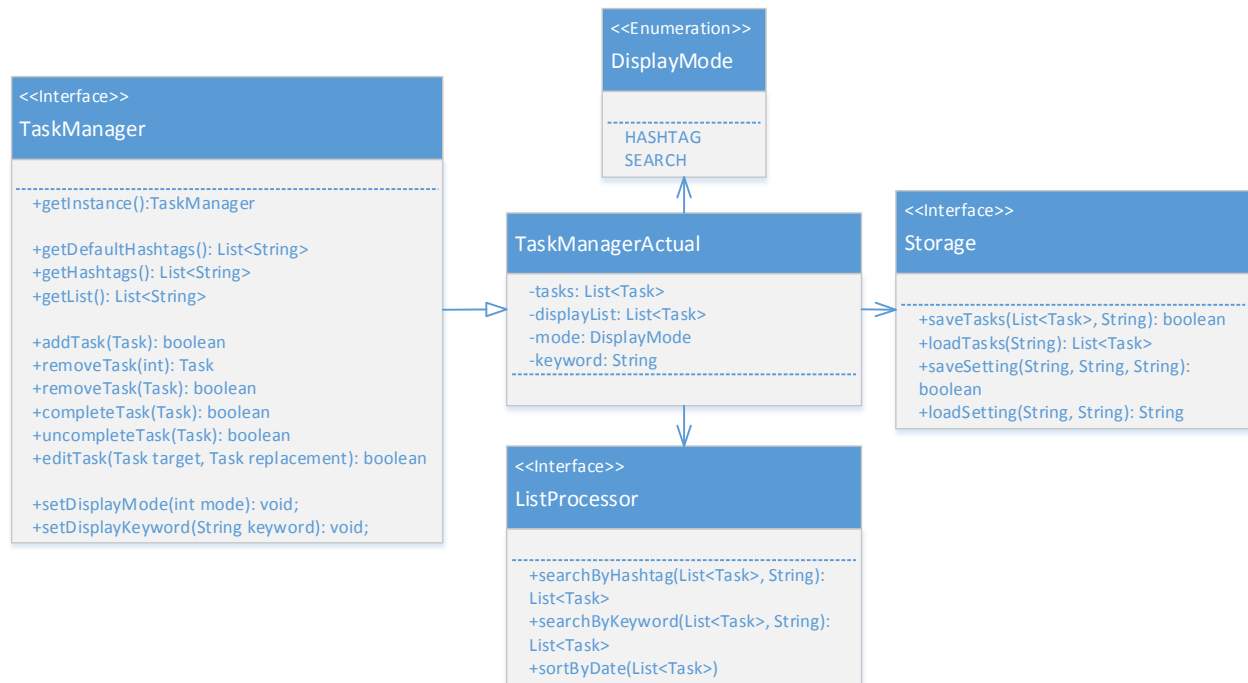 <<Enumeration>>
DisplayMode
HASHTAG
SEARCH
<<Interface>>
TaskManager
+getInstance():TaskManager
+getDefaultHashtags(): List<String>
+getHashtags(): List<String>
+getList(): List<String>
+addTask(Task): boolean
+removeTask(int): Task
+removeTask(Task): boolean
+completeTask(Task): boolean
+uncompleteTask(Task): boolean
+editTask(Task target, Task replacement): boolean
+setDisplayMode(int mode): void;
+setDisplayKeyword(String keyword): void;
TaskManagerActual
-tasks: List<Task>
-displayList: List<Task>
-mode: DisplayMode
-keyword: String
<<Interface>>
Storage
+saveTasks(List<Task>, String): boolean
+loadTasks(String): List<Task>
+saveSetting(String, String, String):
boolean
+loadSetting(String, String): String
<<Interface>>
ListProcessor
+searchByHashtag(List<Task>, String):
List<Task>
+searchByKeyword(List<Task>, String):
List<Task>
+sortByDate(List<Task>)